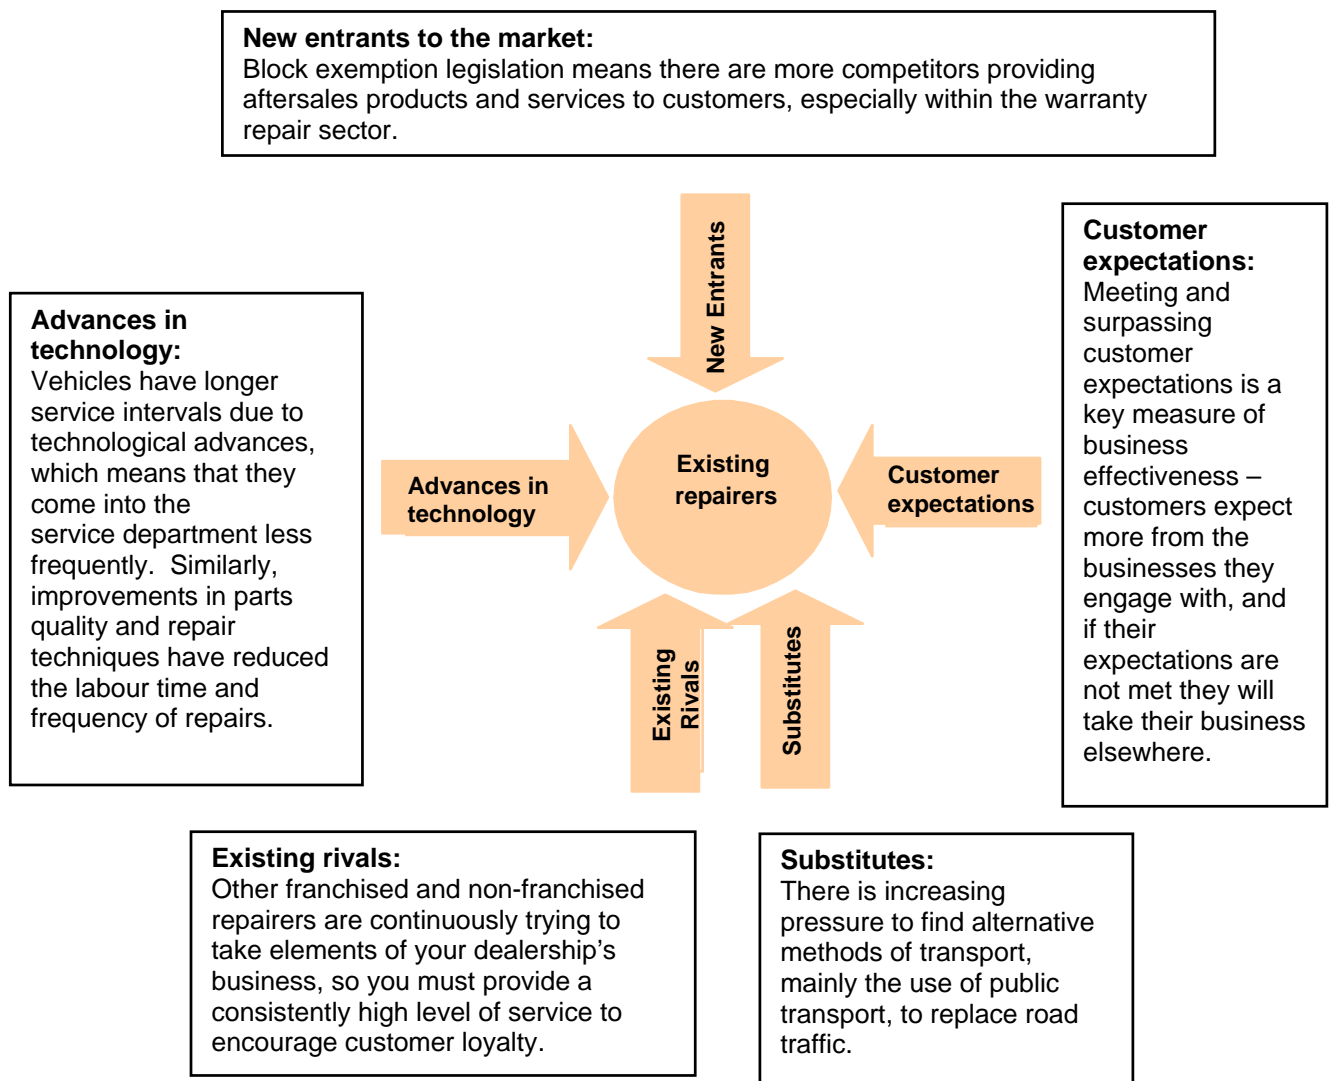 New entrants to the market:
Block exemption legislation means there are more competitors providing
aftersales products and services to customers, especially within the warranty
repair sector.
New Entrants
Customer
expectations:
Meeting and
surpassing
customer
expectations is a
key measure of
business
effectiveness –
customers expect
more from the
businesses they
engage with, and
if their
expectations are
not met they will
take their business
elsewhere.
Advances in
technology:
Vehicles have longer
service intervals due to
technological advances,
which means that they
come into the
service department less
frequently.  Similarly,
improvements in parts
quality and repair
techniques have reduced
the labour time and
frequency of repairs.
Advances in
technology
Existing
repairers
Customer
expectations
Existing
Rivals
Substitutes
Existing rivals:
Other franchised and non-franchised
repairers are continuously trying to
take elements of your dealership’s
business, so you must provide a
consistently high level of service to
encourage customer loyalty.
Substitutes:
There is increasing
pressure to find alternative
methods of transport,
mainly the use of public
transport, to replace road
traffic.